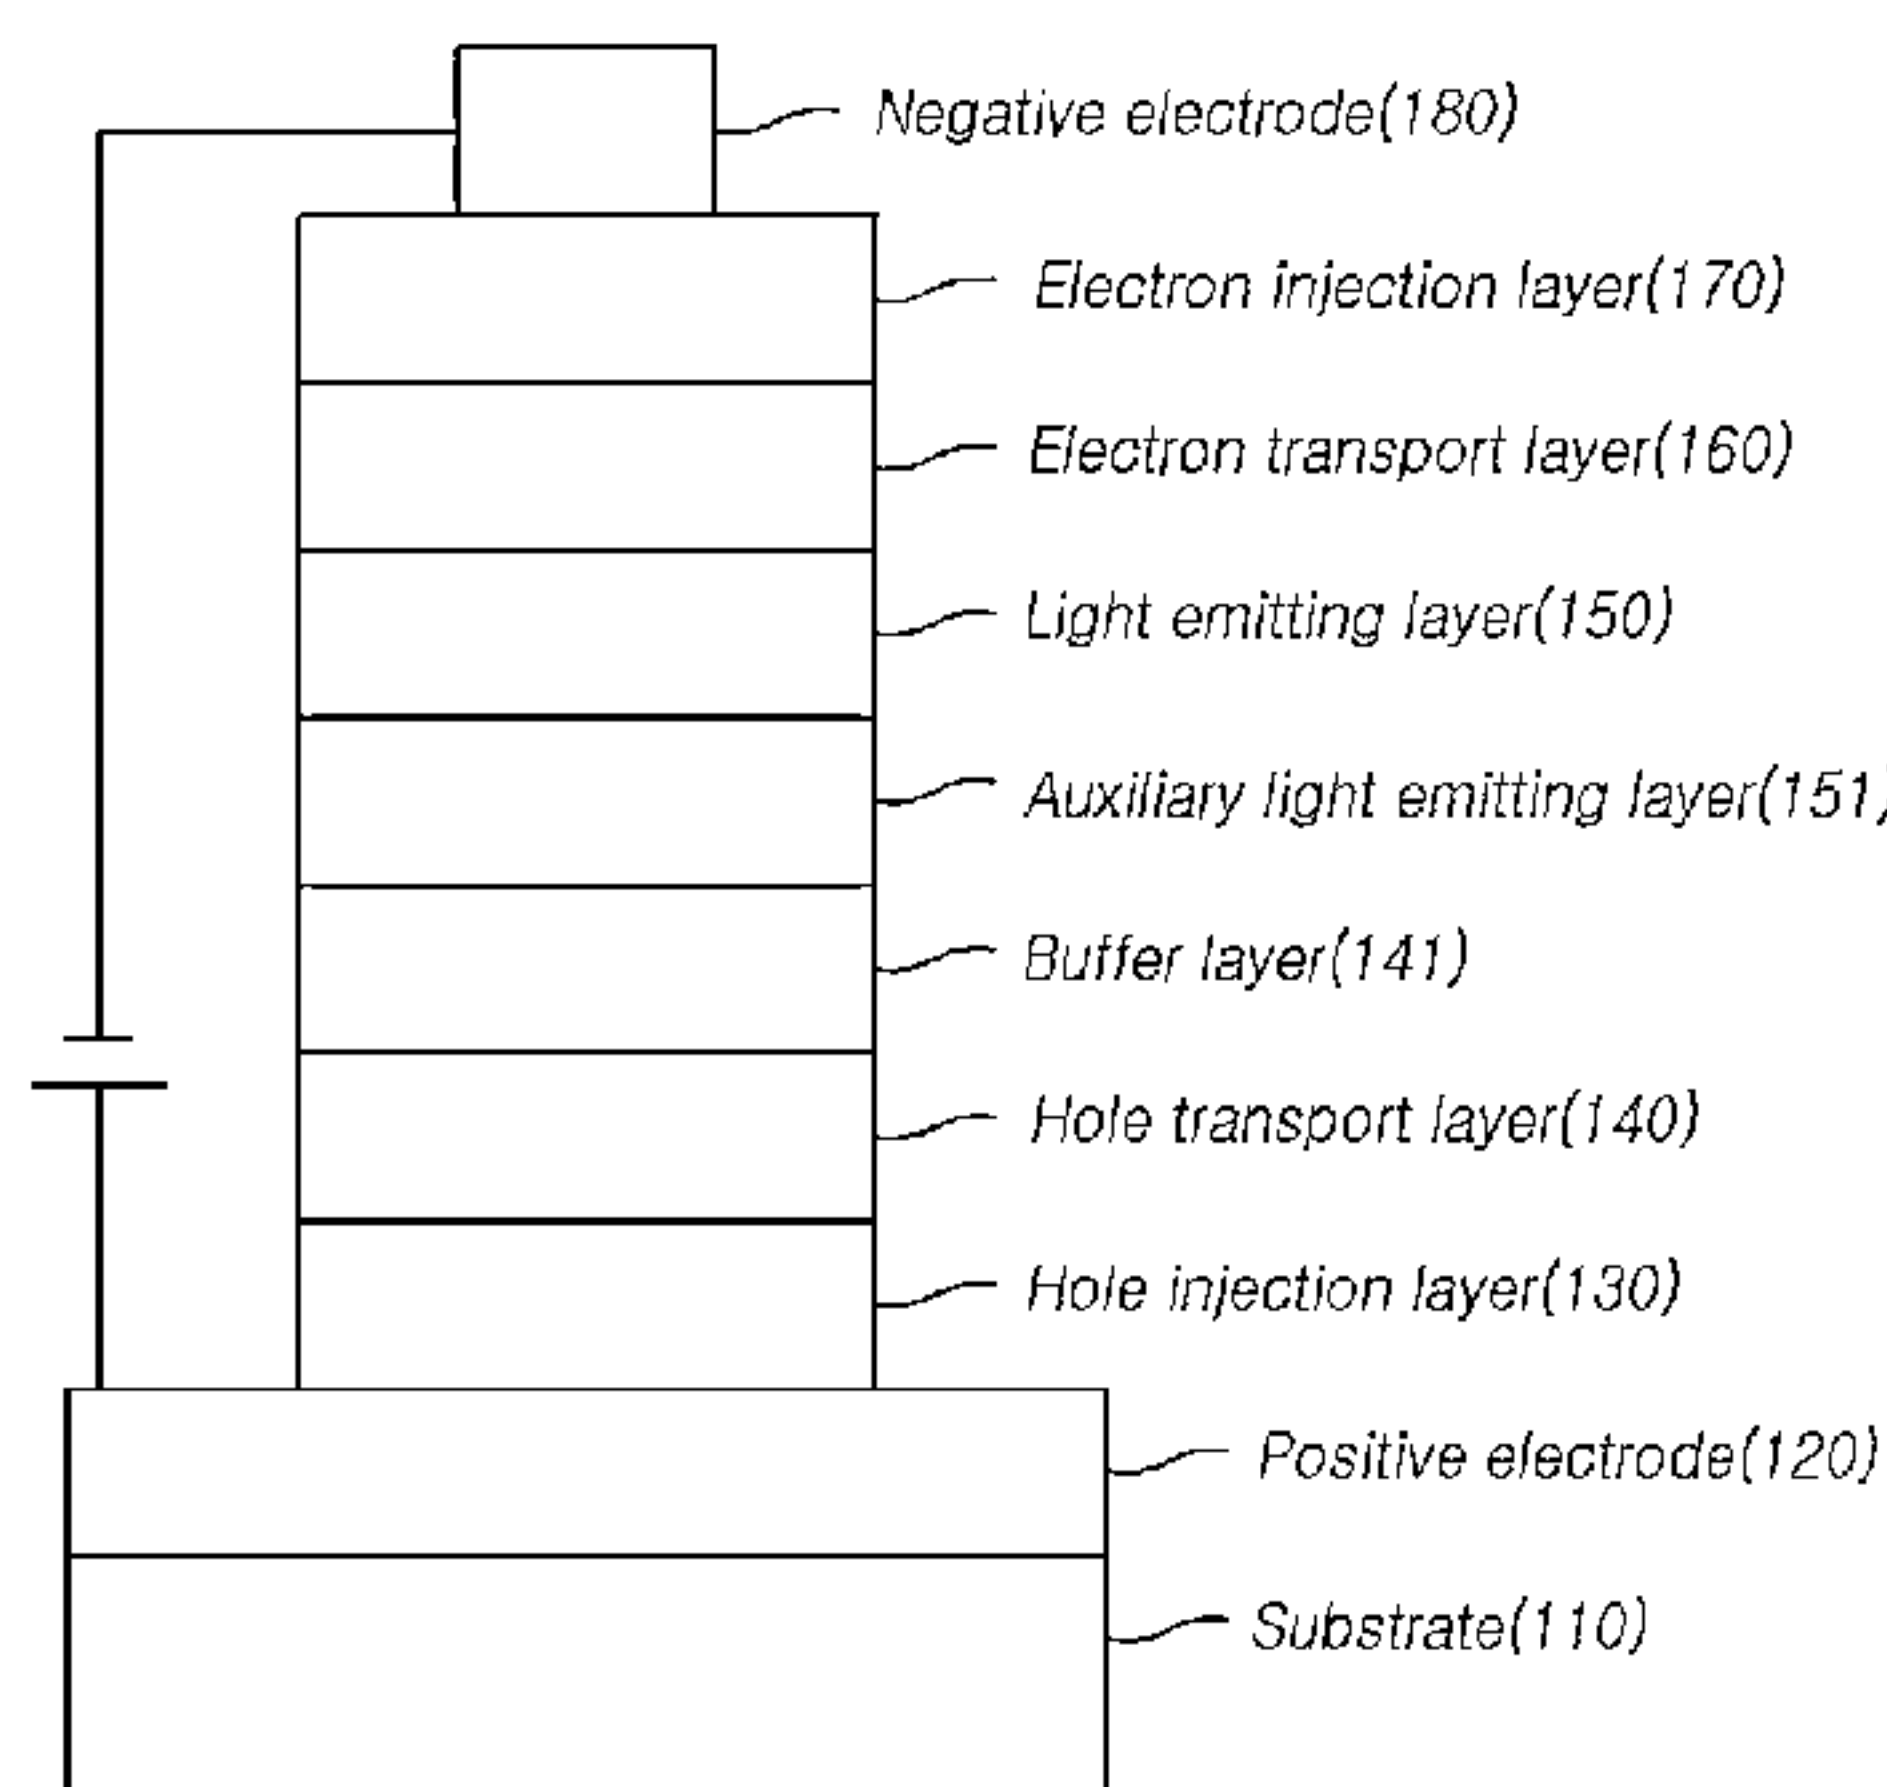 Negative electrode(180)
Electron injection layer(170)
Electron transport layer(160)
Light emitting layer(150)
Auxiliary light emitting layer(151)
Buffer layer(141)
Hole transport layer(140)
Hole injection layer(130)
Positive electrode(120)
Substrate(110)